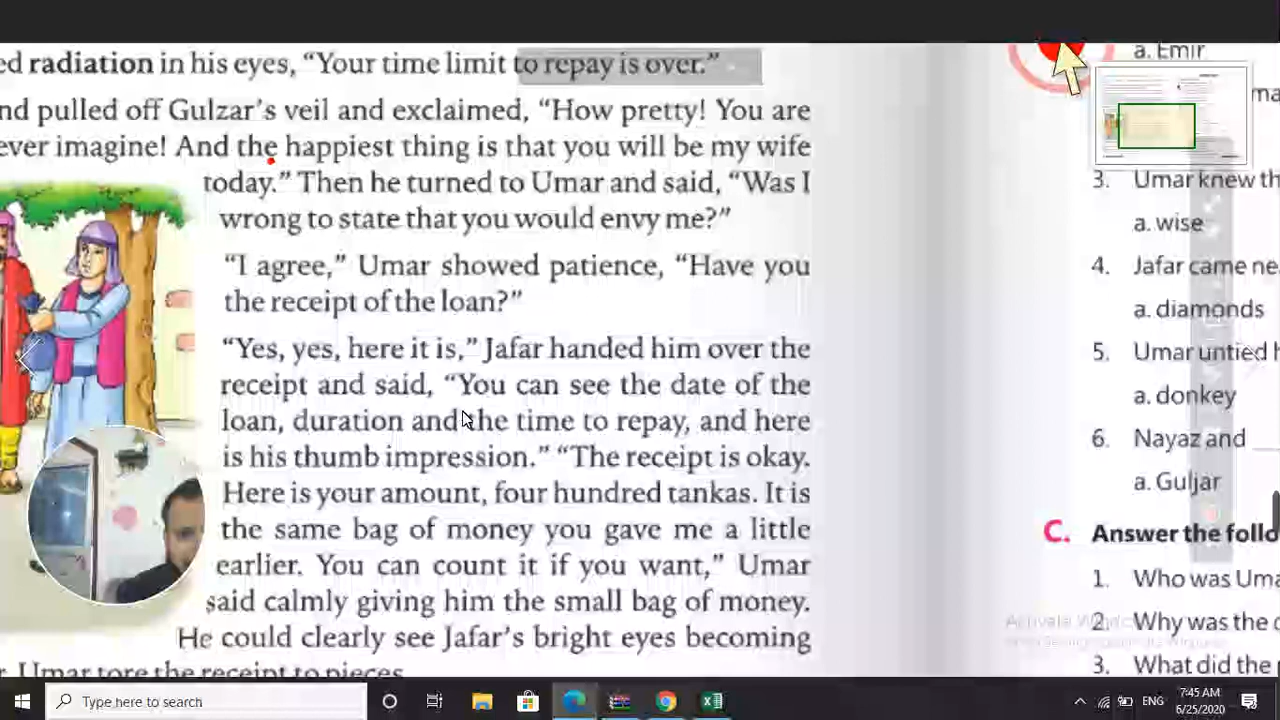 ed radiation in his eyes, “Your time limit to repay is over.”
nd pulled off Gulzar’s veil and exclaimed, “How pretty! You are
ever imagine! And the happiest thing is that you will be my wife
today.” Then he turned to Umar and said, “Was I
wrong to state that you would envy me?”
“I agree,” Umar showed patience, “Have you
the receipt of the loan?”
“Yes, yes, here it is,” Jafar handed him over the
receipt and said, “You can see the date of the
loan, duration and the time to repay, and here
is his thumb impression.” “The receipt is okay.
Here is your amount, four hundred tankas. It is
the same bag of money you gave me a little
earlier. You can count it if you want,” Umar
said calmly giving him the small bag of money.
He could clearly see Jafar’s bright eyes becoming
r. Umar tore the receipt to pieces
a. Emir
ma
3. Umar knew th
a. wise
4. Jafar came ne
a. diamonds
5. Umar untied h
a. donkey
6. Nayaz and
a. Guljar
C. Answer the follo
1. Who was Uma
2. Why was the c
3. What did the
Type here to search
ENG
7:45 AM
6/25/2020